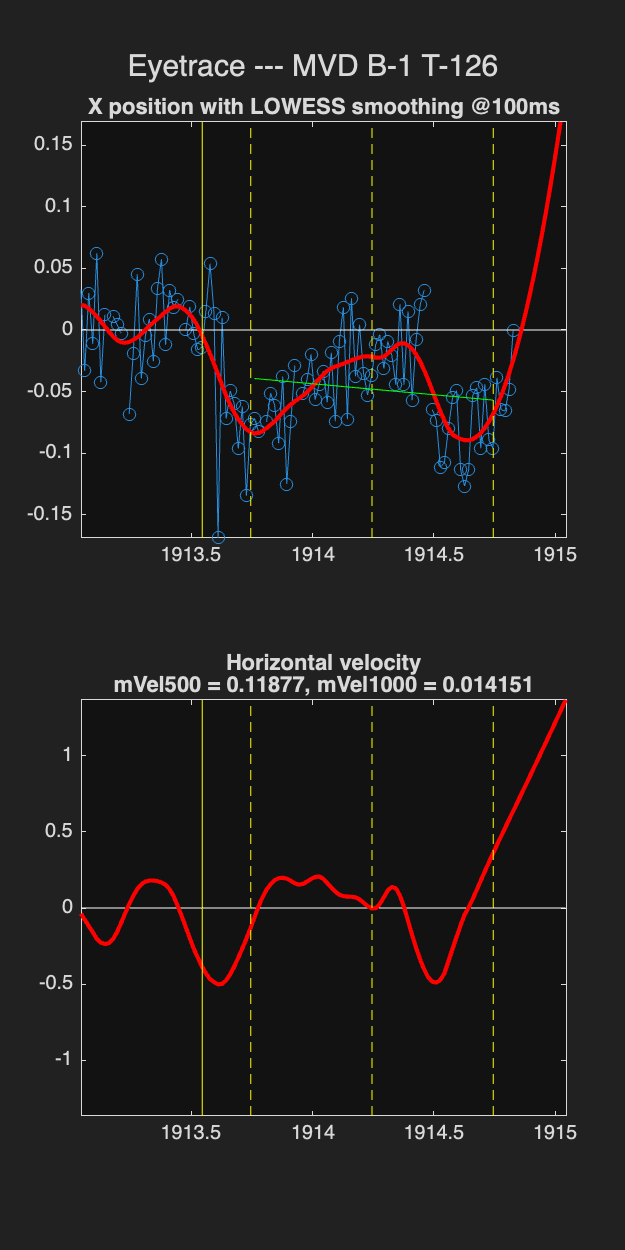 Eyetrace --- MVD B-1 T-126
X position with LOWESS smoothing @100ms
0.15
0.1
0.05
0
-0.05
-0.1
-0.15
1913.5 1914 1914.5 1915
Horizontal velocity
mVel500 = 0.11877, mVel1000 = 0.014151
1
0.5
0
-0.5
-1
1913.5 1914 1914.5 1915